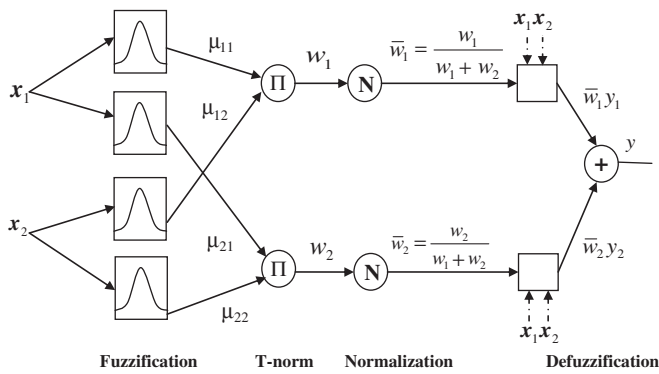 x₁
x₂
μ₁₁
μ₁₂
μ₂₁
μ₂₂
Π
Π
w₁
w₂
N
N
w̅₁ = w₁ / (w₁ + w₂)
w̅₂ = w₂ / (w₁ + w₂)
x₁ x₂
x₁ x₂
w̅₁y₁
w̅₂y₂
+
y
Fuzzification T-norm Normalization Defuzzification